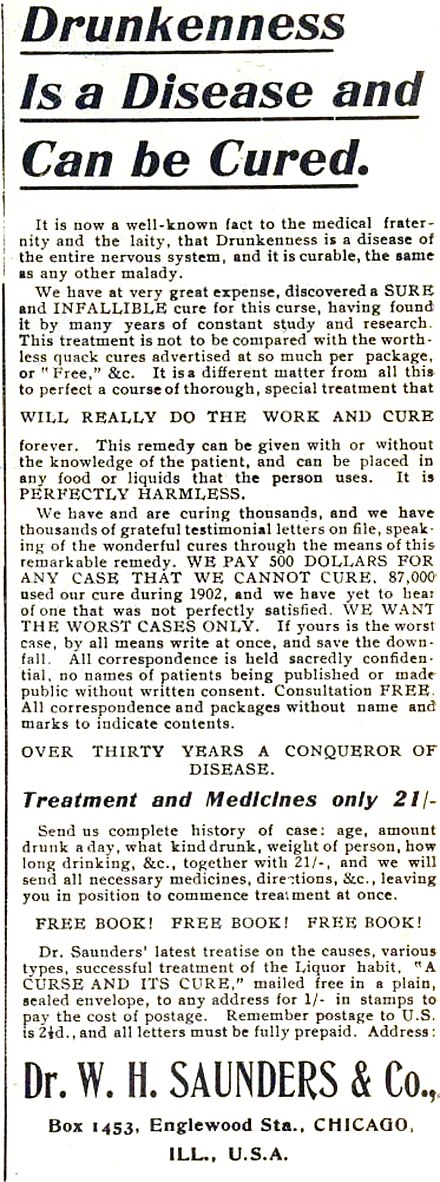 Drunkenness
Is a Disease and
Can be Cured.
It is now a well-known fact to the medical frater-
nity and the laity, that Drunkenness is a disease of
the entire nervous system, and it is curable, the same
as any other malady.
We have at very great expense, discovered a SURE
and INFALLIBLE cure for this curse, having found
it by many years of constant study and research.
This treatment is not to be compared with the worth-
less quack cures advertised at so much per package,
or "Free," &c. It is a different matter from all this
to perfect a course of thorough, special treatment that
WILL REALLY DO THE WORK AND CURE
forever. This remedy can be given with or without
the knowledge of the patient, and can be placed in
any food or liquids that the person uses. It is
PERFECTLY HARMLESS.
We have and are curing thousands, and we have
thousands of grateful testimonial letters on file, speak-
ing of the wonderful cures through the means of this
remarkable remedy. WE PAY 500 DOLLARS FOR
ANY CASE THAT WE CANNOT CURE. 87,000
used our cure during 1902, and we have yet to hear
of one that was not perfectly satisfied. WE WANT
THE WORST CASES ONLY. If yours is the worst
case, by all means write at once, and save the down-
fall. All correspondence is held sacredly confiden-
tial, no names of patients being published or made
public without written consent. Consultation FREE.
All correspondence and packages without name and
marks to indicate contents.
OVER THIRTY YEARS A CONQUEROR OF
DISEASE.
Treatment and Medicines only 21/-
Send us complete history of case: age, amount
drunk a day, what kind drunk, weight of person, how
long drinking, &c., together with 21/-, and we will
send all necessary medicines, directions, &c., leaving
you in position to commence treatment at once.
FREE BOOK! FREE BOOK! FREE BOOK!
Dr. Saunders' latest treatise on the causes, various
types, successful treatment of the Liquor habit, "A
CURSE AND ITS CURE," mailed free in a plain,
sealed envelope, to any address for 1/- in stamps to
pay the cost of postage. Remember postage to U.S.
is 2½d., and all letters must be fully prepaid. Address:
Dr. W. H. SAUNDERS & Co.,
Box 1453, Englewood Sta., CHICAGO,
ILL., U.S.A.